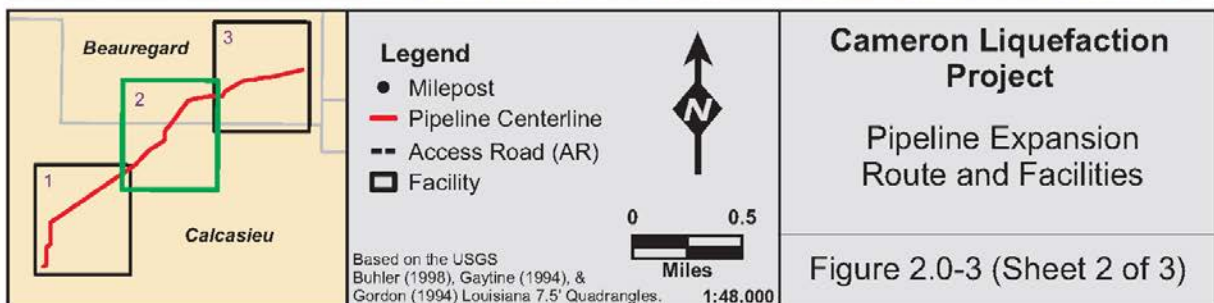 Beauregard
3
2
1
Calcasieu
Legend
Milepost
Pipeline Centerline
Access Road (AR)
Facility
Based on the USGS
Buhler (1998), Gaytine (1994), &
Gordon (1994) Louisiana 7.5' Quadrangles.
N
0 0.5
Miles
1:48,000
Cameron Liquefaction
Project
Pipeline Expansion
Route and Facilities
Figure 2.0-3 (Sheet 2 of 3)